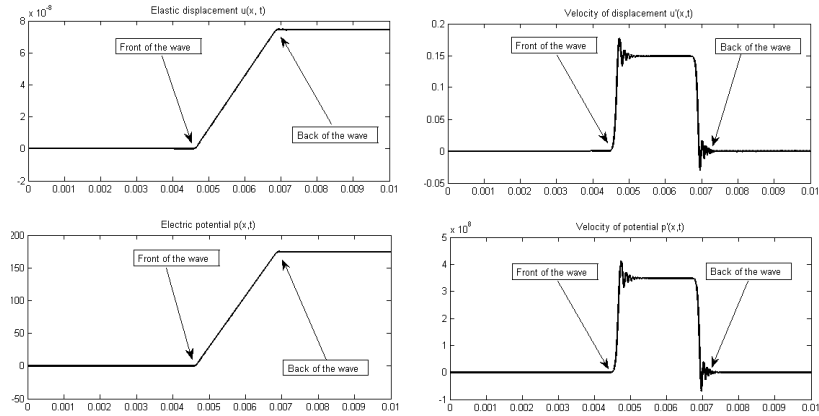 Elastic displacement u(x, t)
x 10⁻⁸
8
6
4
2
0
-2
0 0.001 0.002 0.003 0.004 0.005 0.006 0.007 0.008 0.009 0.01
Front of the wave
Back of the wave
Velocity of displacement u'(x,t)
0.2
0.15
0.1
0.05
0
-0.05
0 0.001 0.002 0.003 0.004 0.005 0.006 0.007 0.008 0.009 0.01
Front of the wave
Back of the wave
Electric potential p(x,t)
200
150
100
50
0
-50
0 0.001 0.002 0.003 0.004 0.005 0.006 0.007 0.008 0.009 0.01
Front of the wave
Back of the wave
Velocity of potential p'(x,t)
x 10⁸
5
4
3
2
1
0
-1
0 0.001 0.002 0.003 0.004 0.005 0.006 0.007 0.008 0.009 0.01
Front of the wave
Back of the wave